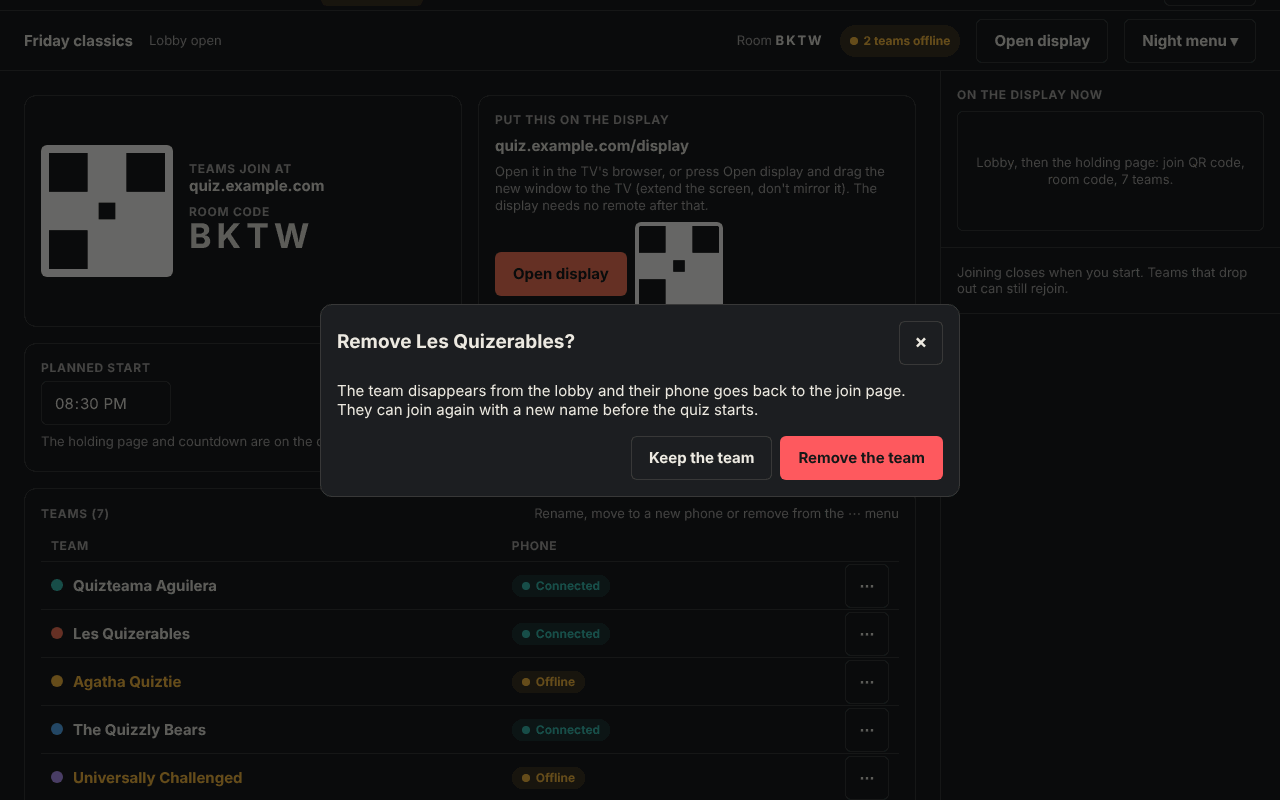 Friday classics
Lobby open
Room BKTW
2 teams offline
Open display
Night menu ▾
TEAMS JOIN AT
quiz.example.com
ROOM CODE
BKTW
PUT THIS ON THE DISPLAY
quiz.example.com/display
Open it in the TV's browser, or press Open display and drag the
new window to the TV (extend the screen, don't mirror it). The
display needs no remote after that.
Open display
ON THE DISPLAY NOW
Lobby, then the holding page: join QR code,
room code, 7 teams.
Joining closes when you start. Teams that drop
out can still rejoin.
Remove Les Quizerables?
×
The team disappears from the lobby and their phone goes back to the join page.
They can join again with a new name before the quiz starts.
Keep the team
Remove the team
PLANNED START
08:30 PM
The holding page and countdown are on the
TEAMS (7)
Rename, move to a new phone or remove from the ··· menu
TEAM
PHONE
Quizteama Aguilera
Connected
···
Les Quizerables
Connected
···
Agatha Quiztie
Offline
···
The Quizzly Bears
Connected
···
Universally Challenged
Offline
···